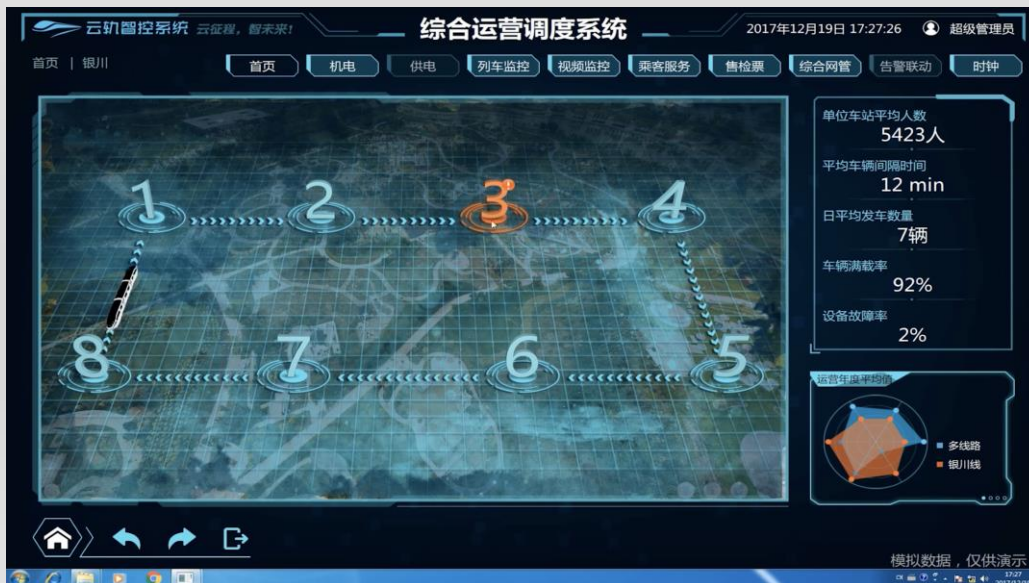 云轨智控系统 云征程，智未来！
综合运营调度系统
2017年12月19日 17:27:26 超级管理员
首页 | 银川
首页 机电 供电 列车监控 视频监控 乘客服务 售检票 综合网管 告警联动 时钟
1 2 3 4
8 7 6 5
单位车站平均人数
5423人
平均车辆间隔时间
12 min
日平均发车数量
7辆
车辆满载率
92%
设备故障率
2%
运营年度平均值
多线路
银川线
模拟数据，仅供演示
17:27